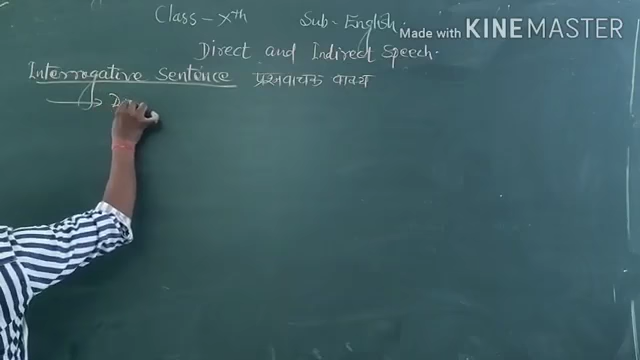 Class - Xth Sub - English.
Made with KINEMASTER
Direct and Indirect Speech.
Interrogative Sentence प्रश्नवाचक वाक्य